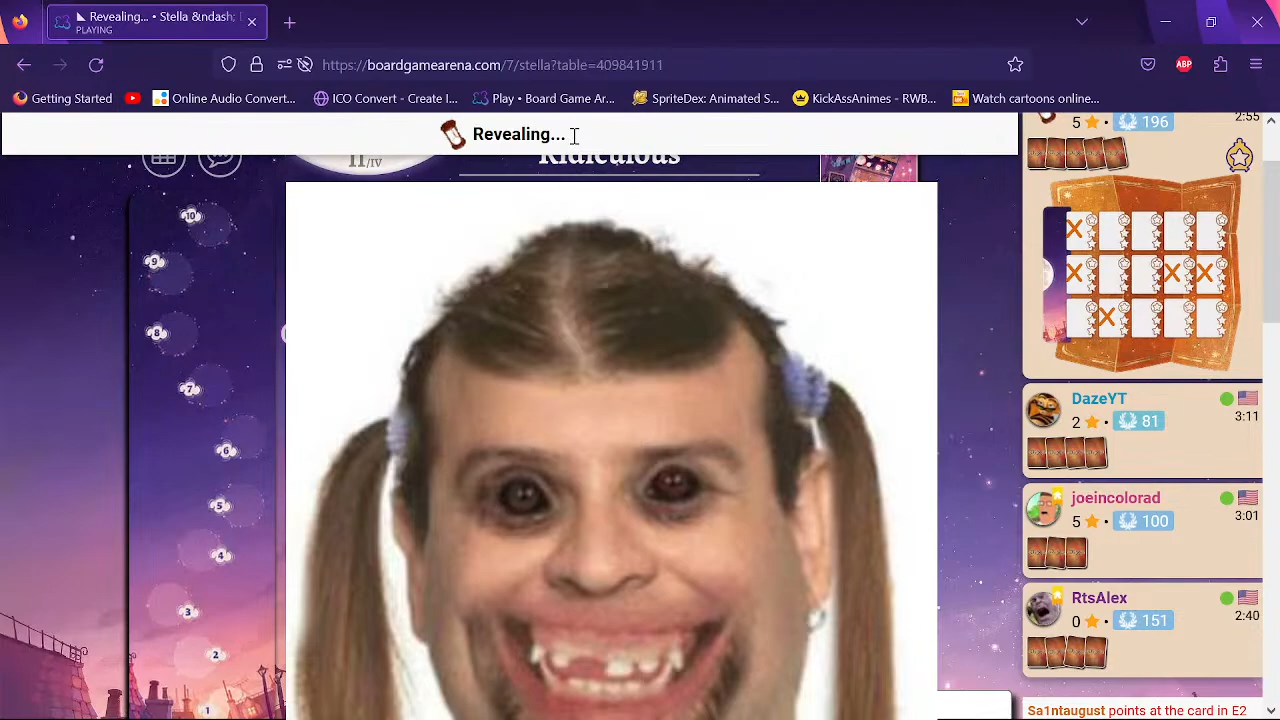 Revealing... • Stella &ndash;
PLAYING
https://boardgamearena.com/7/stella?table=409841911
ABP
Getting Started
Online Audio Convert...
ICO Convert - Create I...
Play • Board Game Ar...
SpriteDex: Animated S...
KickAssAnimes - RWB...
Watch cartoons online...
Revealing...
II/IV
Ridiculous
5 • 196
2:55
10
9
8
7
6
5
4
3
2
1
DazeYT
2 • 81
3:11
joeincolorad
5 • 100
3:01
RtsAlex
0 • 151
2:40
Sa1ntaugust points at the card in E2